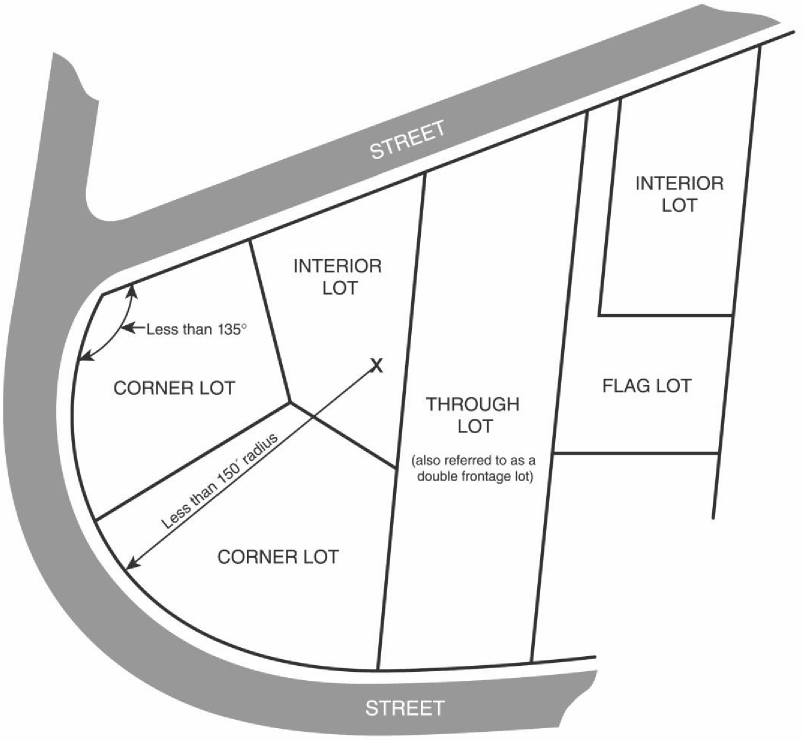 STREET
INTERIOR
LOT
INTERIOR
LOT
Less than 135°
CORNER LOT
X
FLAG LOT
THROUGH
LOT
(also referred to as a
double frontage lot)
Less than 150' radius
CORNER LOT
STREET